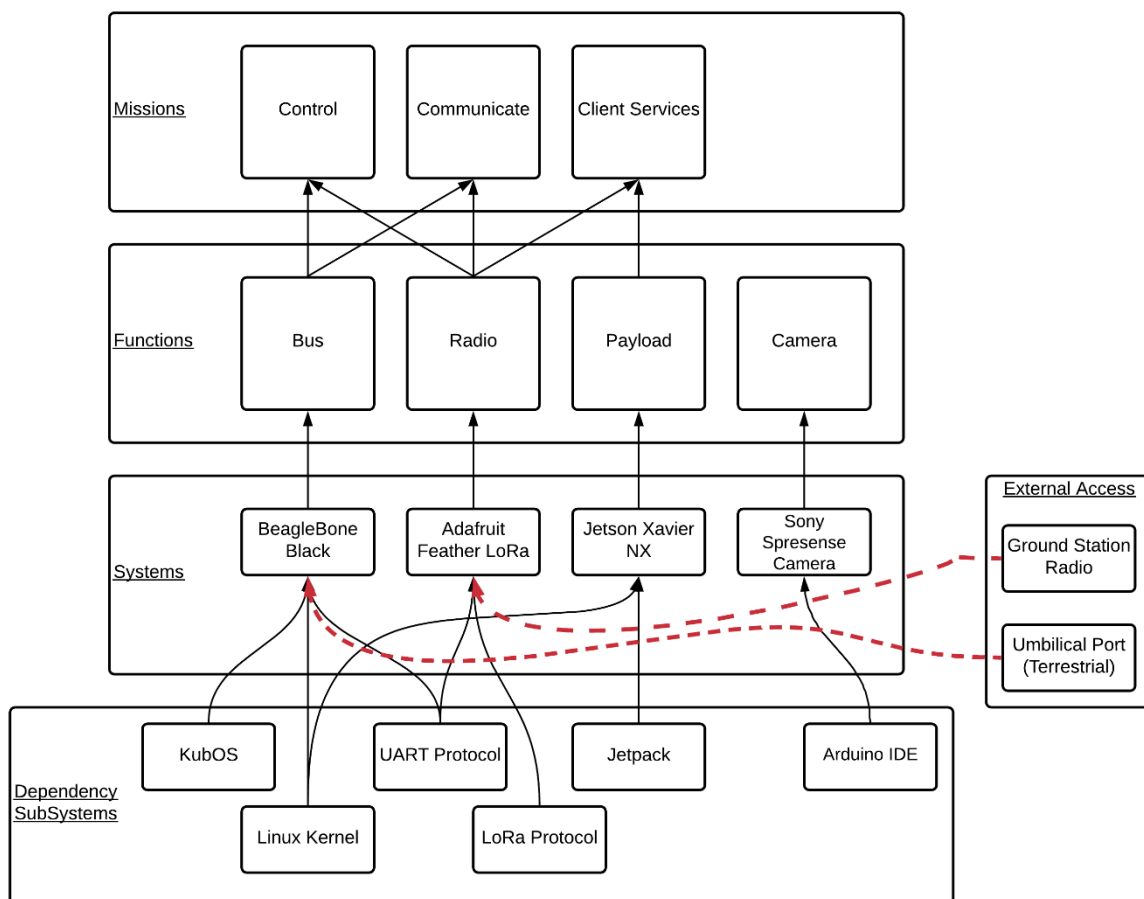 Missions
Control
Communicate
Client Services
Functions
Bus
Radio
Payload
Camera
Systems
BeagleBone
Black
Adafruit
Feather LoRa
Jetson Xavier
NX
Sony
Spresense
Camera
External Access
Ground Station
Radio
Umbilical Port
(Terrestrial)
Dependency
SubSystems
KubOS
UART Protocol
Jetpack
Arduino IDE
Linux Kernel
LoRa Protocol